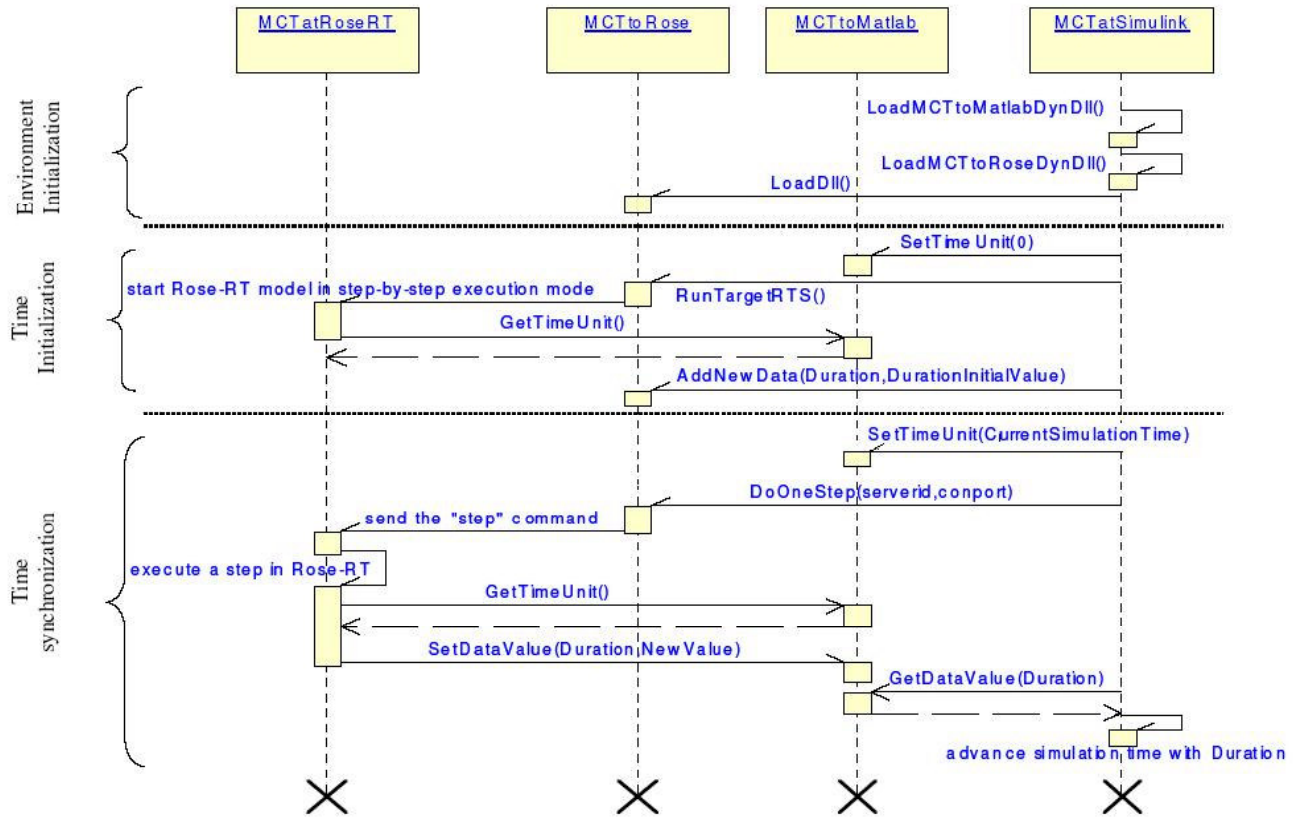 MCTatRoseRT
MCTtoRose
MCTtoMatlab
MCTatSimulink
Environment
Initialization
LoadMCTtoMatlabDynDll()
LoadMCTtoRoseDynDll()
LoadDll()
Time
Initialization
SetTimeUnit(0)
start Rose-RT model in step-by-step execution mode
RunTargetRTS()
GetTimeUnit()
AddNewData(Duration,DurationInitialValue)
Time
synchronization
SetTimeUnit(CurrentSimulationTime)
DoOneStep(serverid,conport)
send the "step" command
execute a step in Rose-RT
GetTimeUnit()
SetDataValue(Duration,NewValue)
GetDataValue(Duration)
advance simulation time with Duration